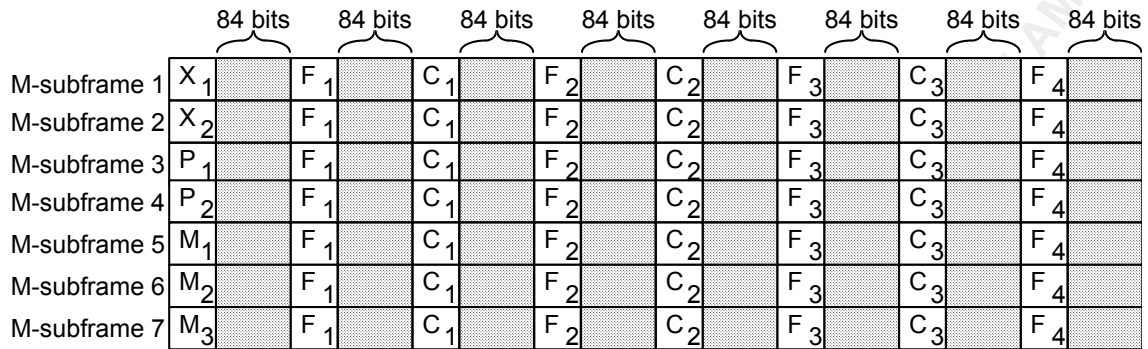 84 bits 84 bits 84 bits 84 bits 84 bits 84 bits 84 bits 84 bits
M-subframe 1 X1 F1 C1 F2 C2 F3 C3 F4
M-subframe 2 X2 F1 C1 F2 C2 F3 C3 F4
M-subframe 3 P1 F1 C1 F2 C2 F3 C3 F4
M-subframe 4 P2 F1 C1 F2 C2 F3 C3 F4
M-subframe 5 M1 F1 C1 F2 C2 F3 C3 F4
M-subframe 6 M2 F1 C1 F2 C2 F3 C3 F4
M-subframe 7 M3 F1 C1 F2 C2 F3 C3 F4